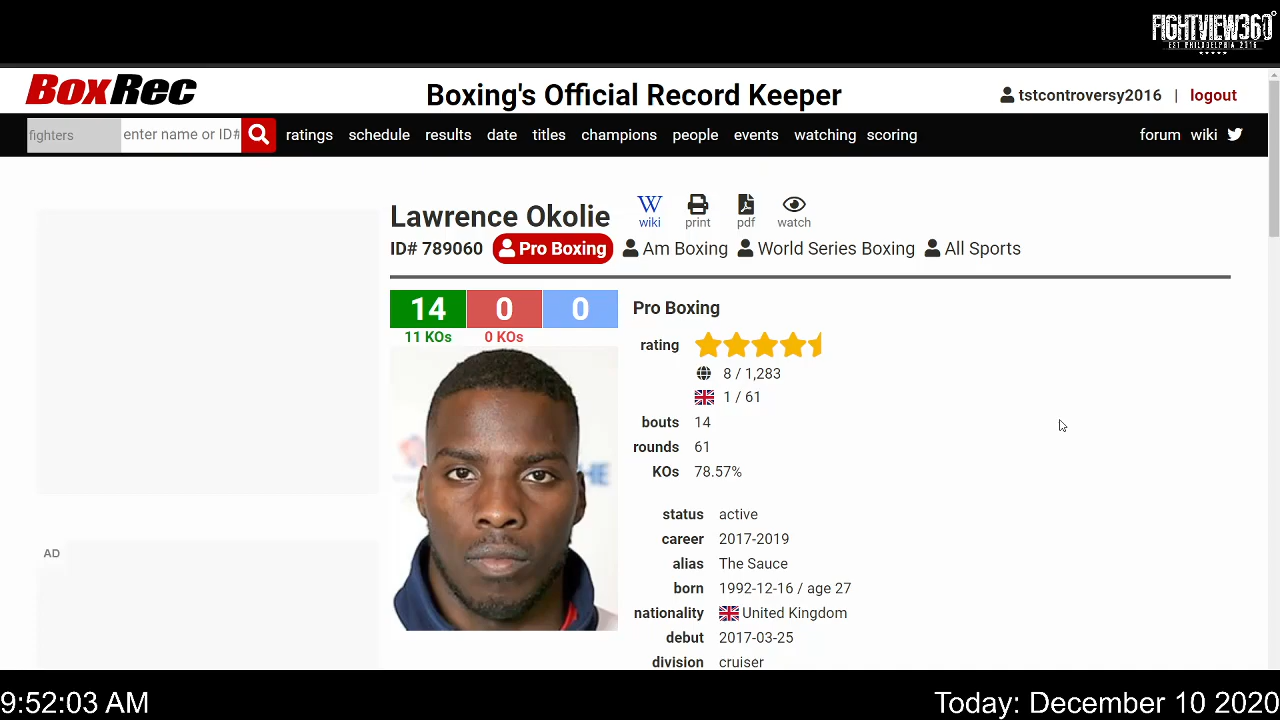 FIGHTVIEW360°
EST PHILADELPHIA 2016
BoxRec
Boxing's Official Record Keeper
tstcontroversy2016 | logout
fighters
enter name or ID#
ratings schedule results date titles champions people events watching scoring
forum wiki
Lawrence Okolie
W
wiki print pdf watch
ID# 789060 Pro Boxing Am Boxing World Series Boxing All Sports
14 0 0
11 KOs 0 KOs
Pro Boxing
rating
8 / 1,283
1 / 61
bouts 14
rounds 61
KOs 78.57%
status active
career 2017-2019
alias The Sauce
born 1992-12-16 / age 27
nationality United Kingdom
debut 2017-03-25
division cruiser
AD
9:52:03 AM
Today: December 10 2020